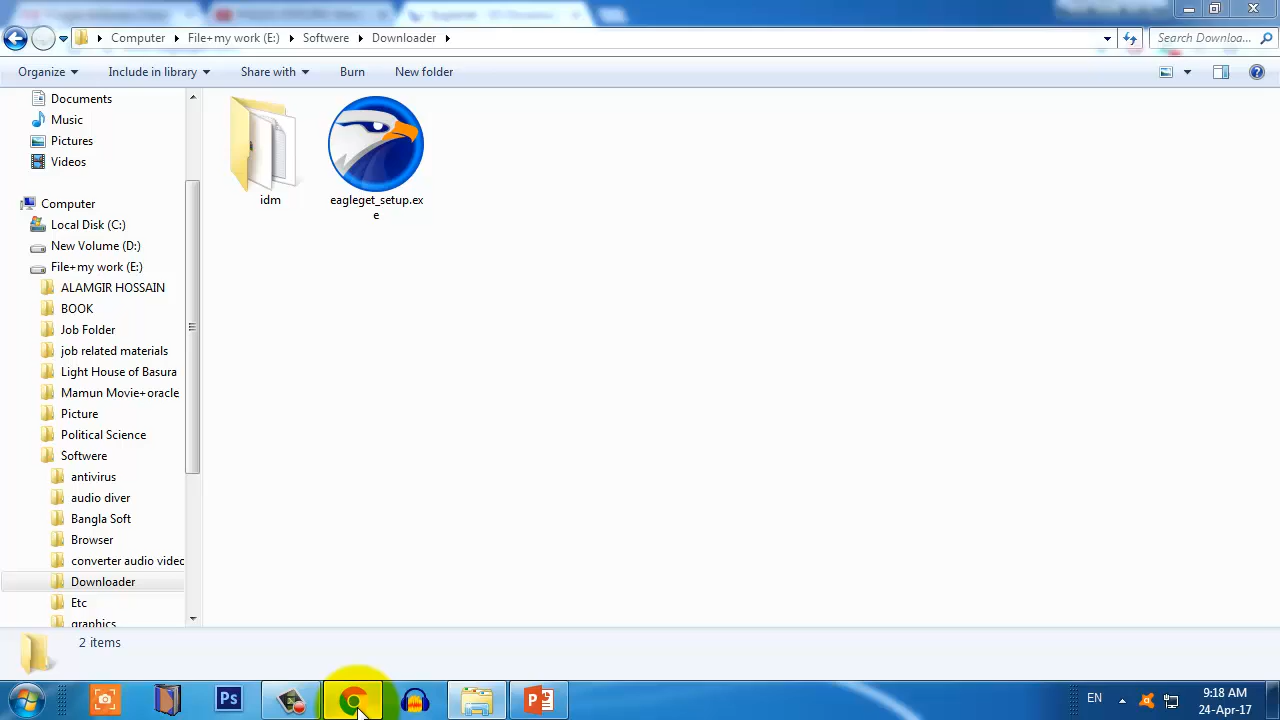 Computer File+my work (E:) Softwere Downloader
Search Downloa...
Organize Include in library Share with Burn New folder
Documents
Music
Pictures
Videos
Computer
Local Disk (C:)
New Volume (D:)
File+my work (E:)
ALAMGIR HOSSAIN
BOOK
Job Folder
job related materials
Light House of Basura
Mamun Movie+oracle
Picture
Political Science
Softwere
antivirus
audio diver
Bangla Soft
Browser
converter audio videc
Downloader
Etc
graphics
idm
eagleget_setup.ex
e
2 items
Ps
EN
9:18 AM
24-Apr-17